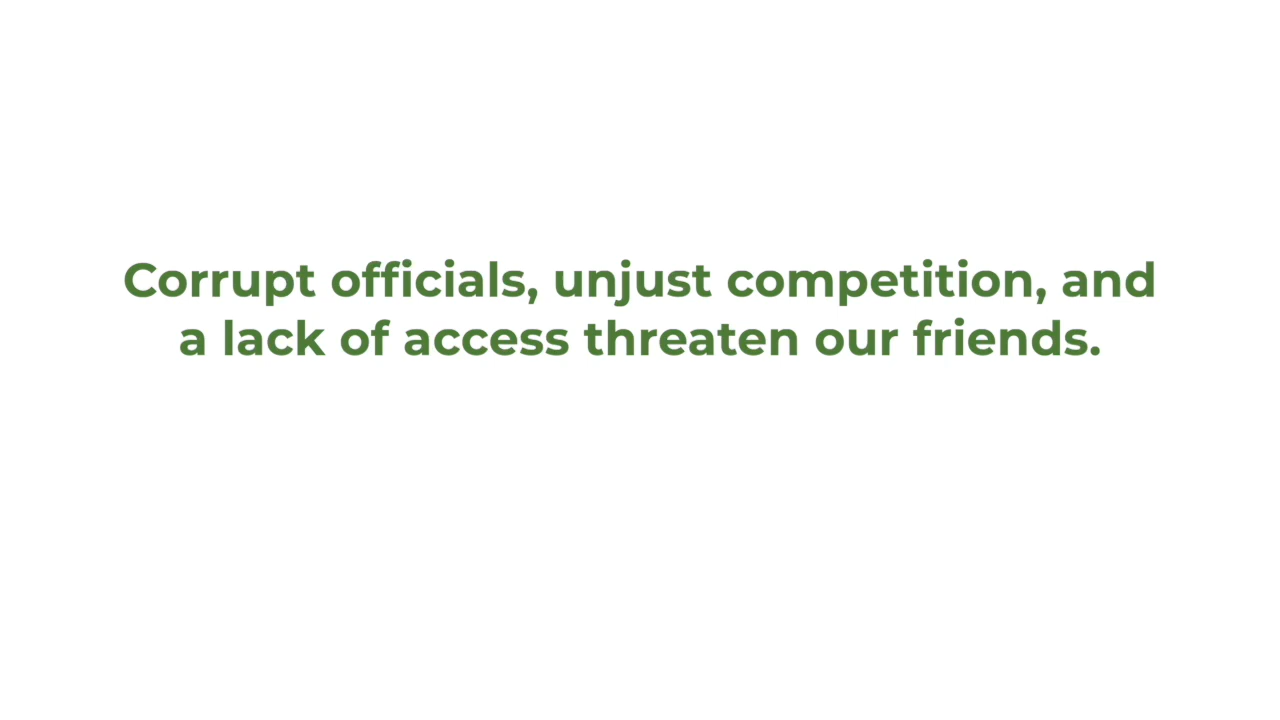 Corrupt officials, unjust competition, and
a lack of access threaten our friends.